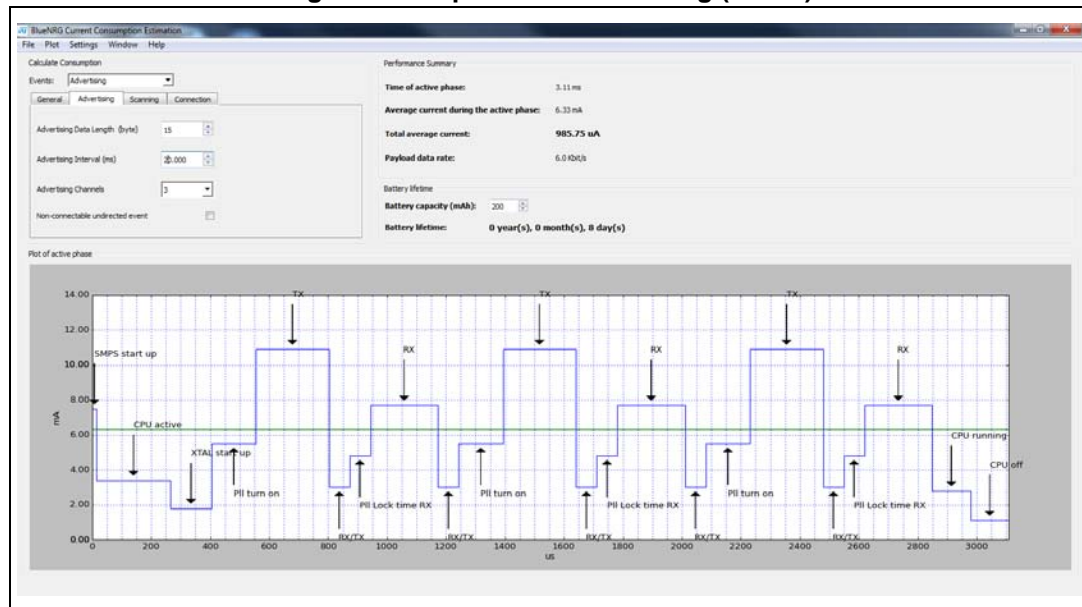 BlueNRG Current Consumption Estimation
File Plot Settings Window Help
Calculate Consumption
Events: Advertising
General Advertising Scanning Connection
Advertising Data Length (byte) 15
Advertising Interval (ms) 20.000
Advertising Channels 3
Non-connectable undirected event
Performance Summary
Time of active phase: 3.11 ms
Average current during the active phase: 6.33 mA
Total average current: 985.75 uA
Payload data rate: 6.0 Kbit/s
Battery lifetime
Battery capacity (mAh): 200
Battery lifetime: 0 year(s), 0 month(s), 8 day(s)
Plot of active phase
14.00
12.00
10.00
8.00
6.00
4.00
2.00
0.00
mA
TX TX TX
SMPS start up RX RX RX
CPU active CPU running
XTAL start up CPU off
Pll turn on Pll turn on Pll turn on
Pll Lock time RX Pll Lock time RX Pll Lock time RX
RX/TX RX/TX RX/TX RX/TX RX/TX
0 200 400 600 800 1000 1200 1400 1600 1800 2000 2200 2400 2600 2800 3000
us